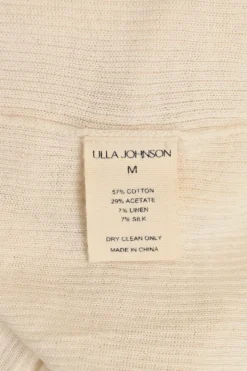 ULLA JOHNSON
M
57% COTTON
29% ACETATE
7% LINEN
7% SILK
DRY CLEAN ONLY
MADE IN CHINA